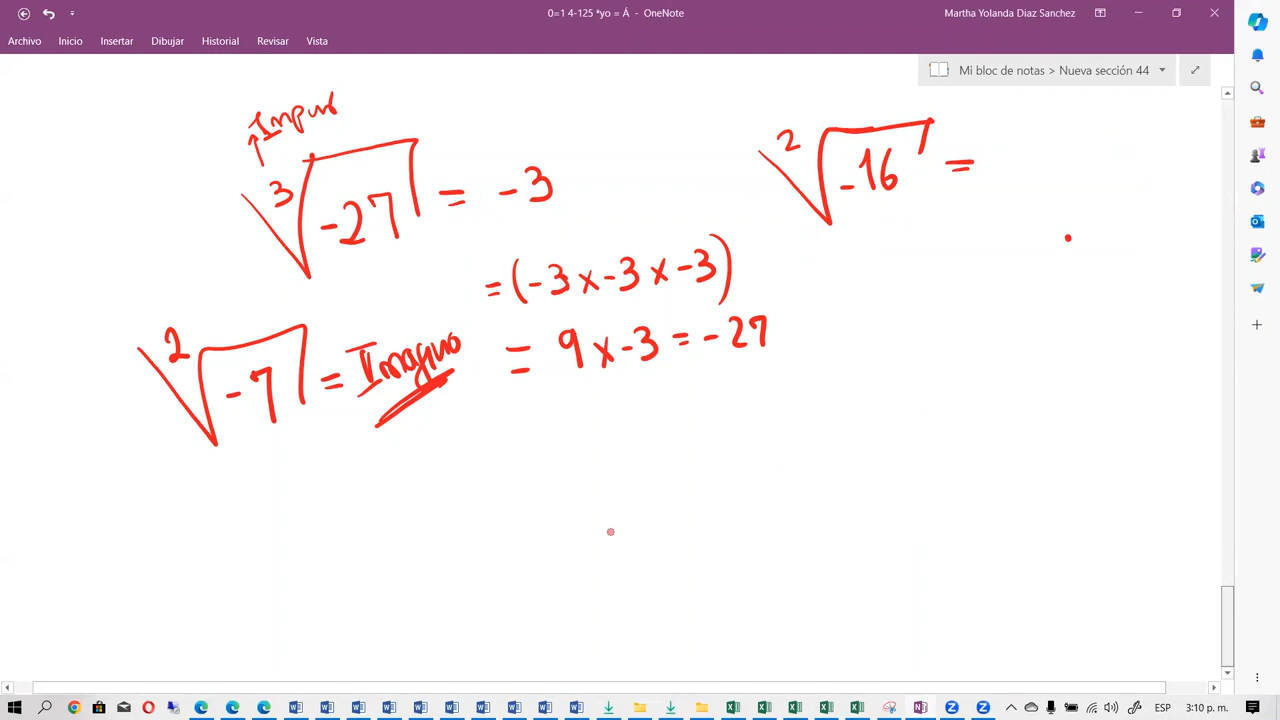 0=1 4-125 *yo = Á - OneNote
Martha Yolanda Diaz Sanchez
Archivo Inicio Insertar Dibujar Historial Revisar Vista
Mi bloc de notas > Nueva sección 44
Impar
∛-27 = -3
²√-16 =
= (-3 x -3 x -3)
= 9 x -3 = -27
²√-7 =
ESP 3:10 p. m.